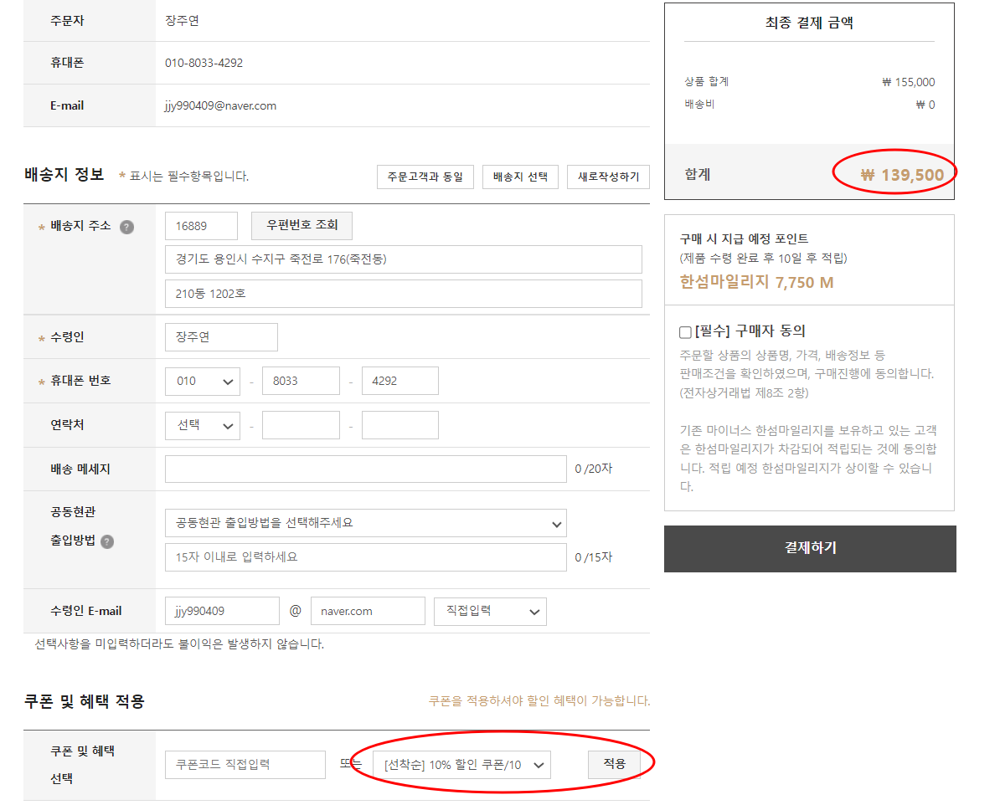 주문자
장주연
휴대폰
010-8033-4292
E-mail
jjy990409@naver.com
배송지 정보
* 표시는 필수항목입니다.
주문고객과 동일
배송지 선택
새로작성하기
* 배송지 주소 ?
16889
우편번호 조회
경기도 용인시 수지구 죽전로 176(죽전동)
210동 1202호
* 수령인
장주연
* 휴대폰 번호
010 - 8033 - 4292
연락처
선택 - -
배송 메세지
0 /20자
공동현관
출입방법 ?
공동현관 출입방법을 선택해주세요
15자 이내로 입력하세요
0 /15자
수령인 E-mail
jjy990409 @ naver.com
직접입력
선택사항을 미입력하더라도 불이익은 발생하지 않습니다.
쿠폰 및 혜택 적용
쿠폰을 적용하셔야 할인 혜택이 가능합니다.
쿠폰 및 혜택
선택
쿠폰코드 직접입력
또는
[선착순] 10% 할인 쿠폰/10
적용
최종 결제 금액
상품 합계
₩ 155,000
배송비
₩ 0
합계
₩ 139,500
구매 시 지급 예정 포인트
(제품 수령 완료 후 10일 후 적립)
한섬마일리지 7,750 M
[필수] 구매자 동의
주문할 상품의 상품명, 가격, 배송정보 등
판매조건을 확인하였으며, 구매진행에 동의합니다.
(전자상거래법 제8조 2항)
기존 마이너스 한섬마일리지를 보유하고 있는 고객
은 한섬마일리지가 차감되어 적립되는 것에 동의합
니다. 적립 예정 한섬마일리지가 상이할 수 있습니
다.
결제하기